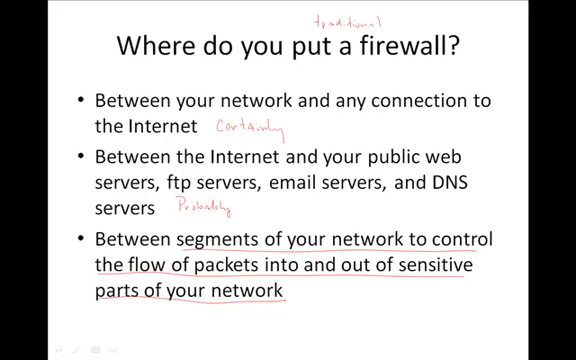 traditional
Where do you put a firewall?
• Between your network and any connection to
the Internet Certainly
• Between the Internet and your public web
servers, ftp servers, email servers, and DNS
servers Probably
• Between segments of your network to control
the flow of packets into and out of sensitive
parts of your network